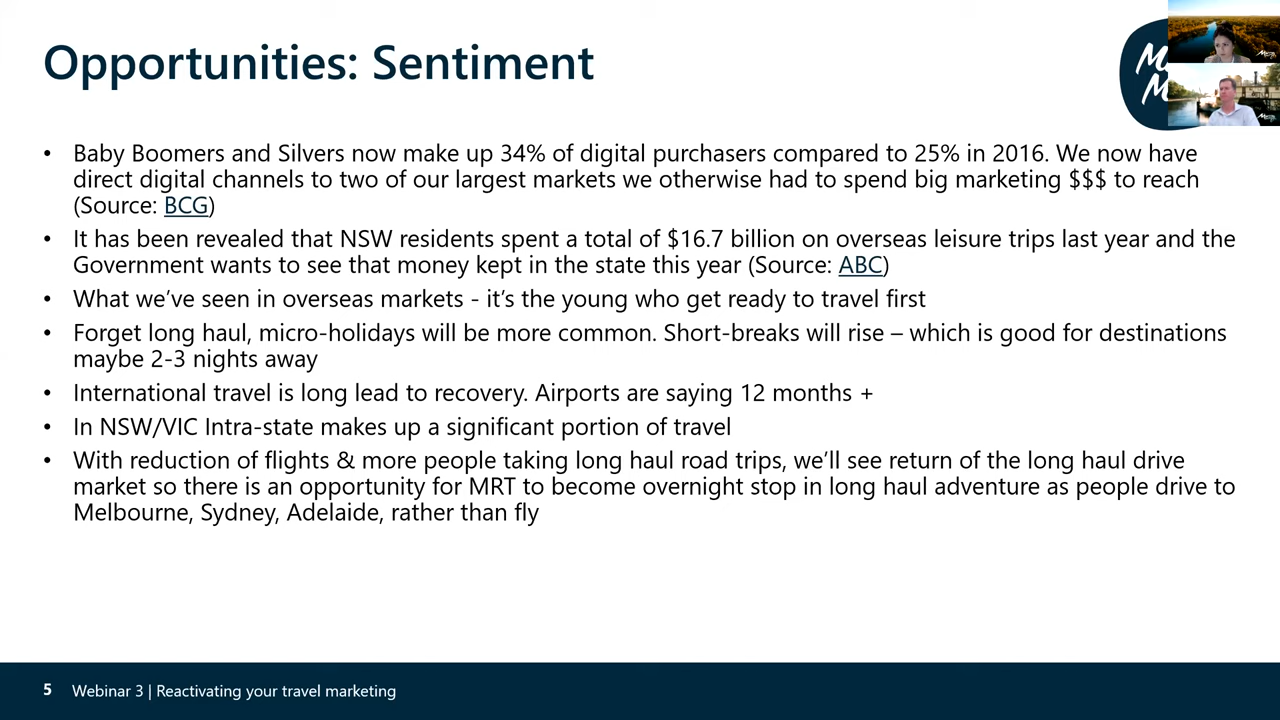 Opportunities: Sentiment
• Baby Boomers and Silvers now make up 34% of digital purchasers compared to 25% in 2016. We now have
direct digital channels to two of our largest markets we otherwise had to spend big marketing $$$ to reach
(Source: BCG)
• It has been revealed that NSW residents spent a total of $16.7 billion on overseas leisure trips last year and the
Government wants to see that money kept in the state this year (Source: ABC)
• What we’ve seen in overseas markets - it’s the young who get ready to travel first
• Forget long haul, micro-holidays will be more common. Short-breaks will rise – which is good for destinations
maybe 2-3 nights away
• International travel is long lead to recovery. Airports are saying 12 months +
• In NSW/VIC Intra-state makes up a significant portion of travel
• With reduction of flights & more people taking long haul road trips, we’ll see return of the long haul drive
market so there is an opportunity for MRT to become overnight stop in long haul adventure as people drive to
Melbourne, Sydney, Adelaide, rather than fly
5 Webinar 3 | Reactivating your travel marketing